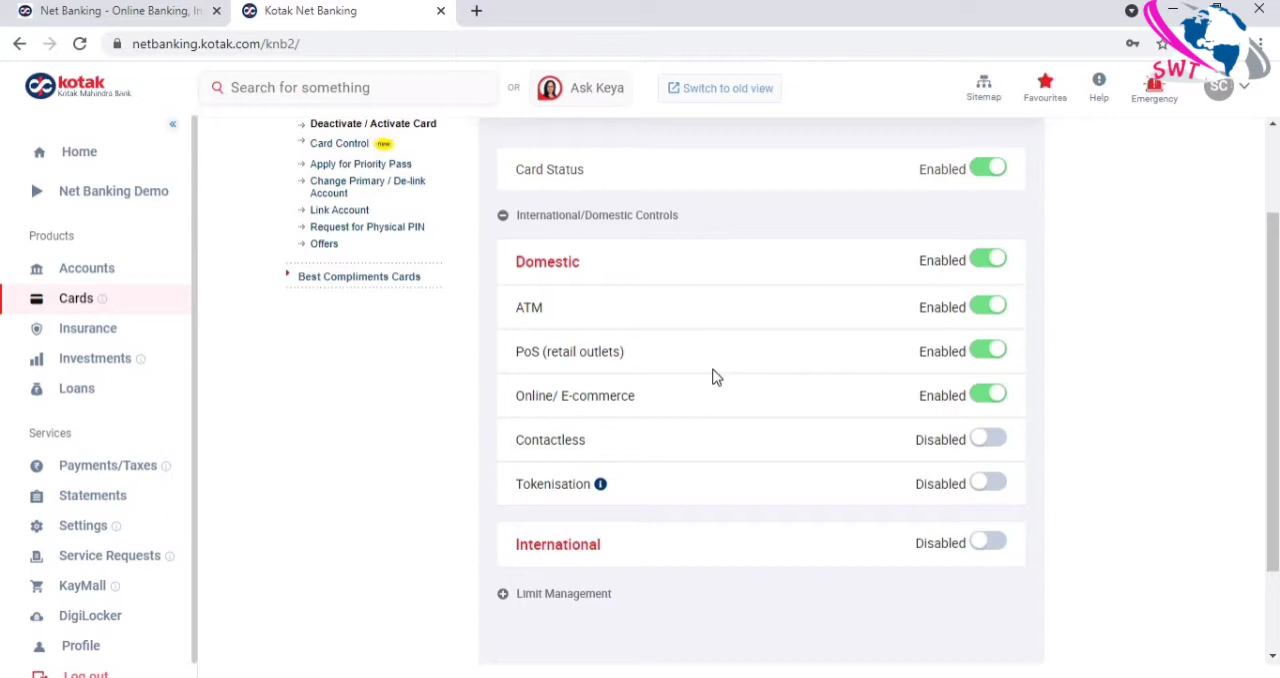 Net Banking - Online Banking, In
Kotak Net Banking
netbanking.kotak.com/knb2/
SWT
kotak
Kotak Mahindra Bank
Search for something
OR
Ask Keya
Switch to old view
Sitemap
Favourites
Help
Emergency
SC
Home
Net Banking Demo
Products
Accounts
Cards
Insurance
Investments
Loans
Services
Payments/Taxes
Statements
Settings
Service Requests
KayMall
DigiLocker
Profile
Log out
Deactivate / Activate Card
Card Control new
Apply for Priority Pass
Change Primary / De-link
Account
Link Account
Request for Physical PIN
Offers
Best Compliments Cards
Card Status Enabled
International/Domestic Controls
Domestic Enabled
ATM Enabled
PoS (retail outlets) Enabled
Online/ E-commerce Enabled
Contactless Disabled
Tokenisation Disabled
International Disabled
Limit Management